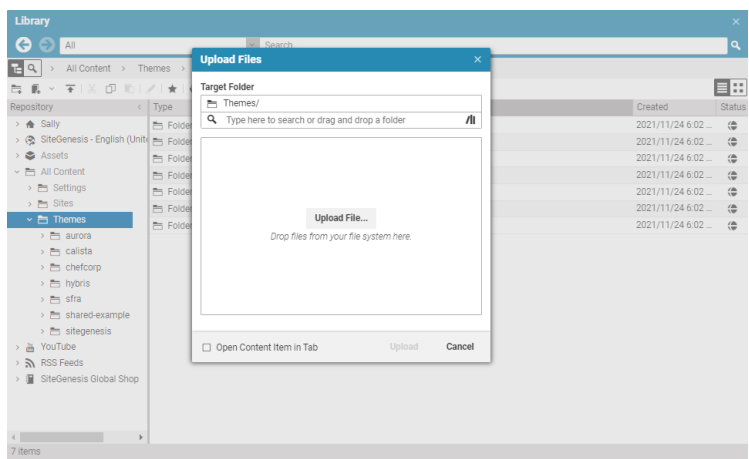 Library
All
Search
All Content > Themes >
Repository
Type
Created
Status
Sally
SiteGenesis - English (Unit
Assets
All Content
Settings
Sites
Themes
aurora
calista
chefcorp
hybris
sfra
shared-example
sitegenesis
YouTube
RSS Feeds
SiteGenesis Global Shop
Folder
Folder
Folder
Folder
Folder
Folder
Folder
Upload Files
Target Folder
Themes/
Type here to search or drag and drop a folder
Upload File...
Drop files from your file system here.
Open Content Item in Tab
Upload
Cancel
2021/11/24 6:02 ...
2021/11/24 6:02 ...
2021/11/24 6:02 ...
2021/11/24 6:02 ...
2021/11/24 6:02 ...
2021/11/24 6:02 ...
2021/11/24 6:02 ...
7 items